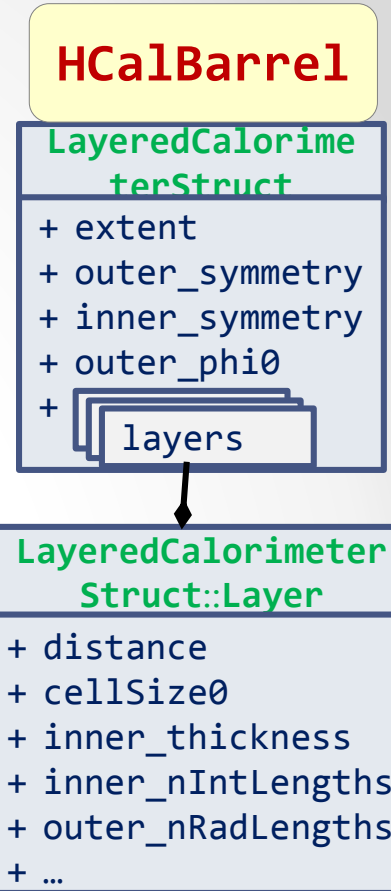 HCalBarrel
LayeredCalorime
terStruct
+ extent
+ outer_symmetry
+ inner_symmetry
+ outer_phi0
+
layers
LayeredCalorimeter
Struct::Layer
+ distance
+ cellSize0
+ inner_thickness
+ inner_nIntLengths
+ outer_nRadLengths
+ …